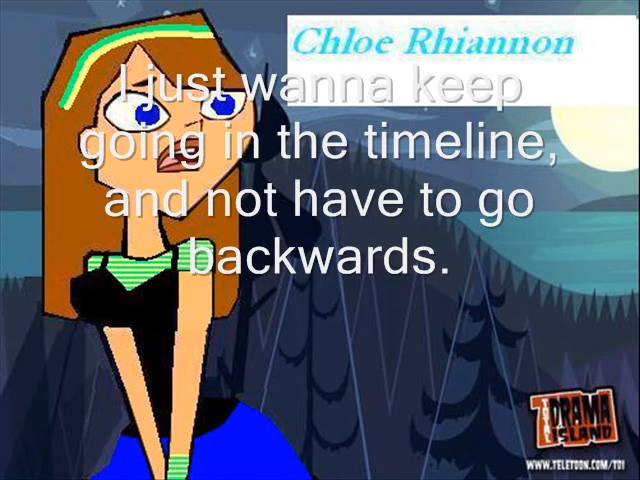 Chloe Rhiannon
I just wanna keep
going in the timeline,
and not have to go
backwards.
TOTAL
DRAMA
ISLAND
WWW.TELETOON.COM/TDI